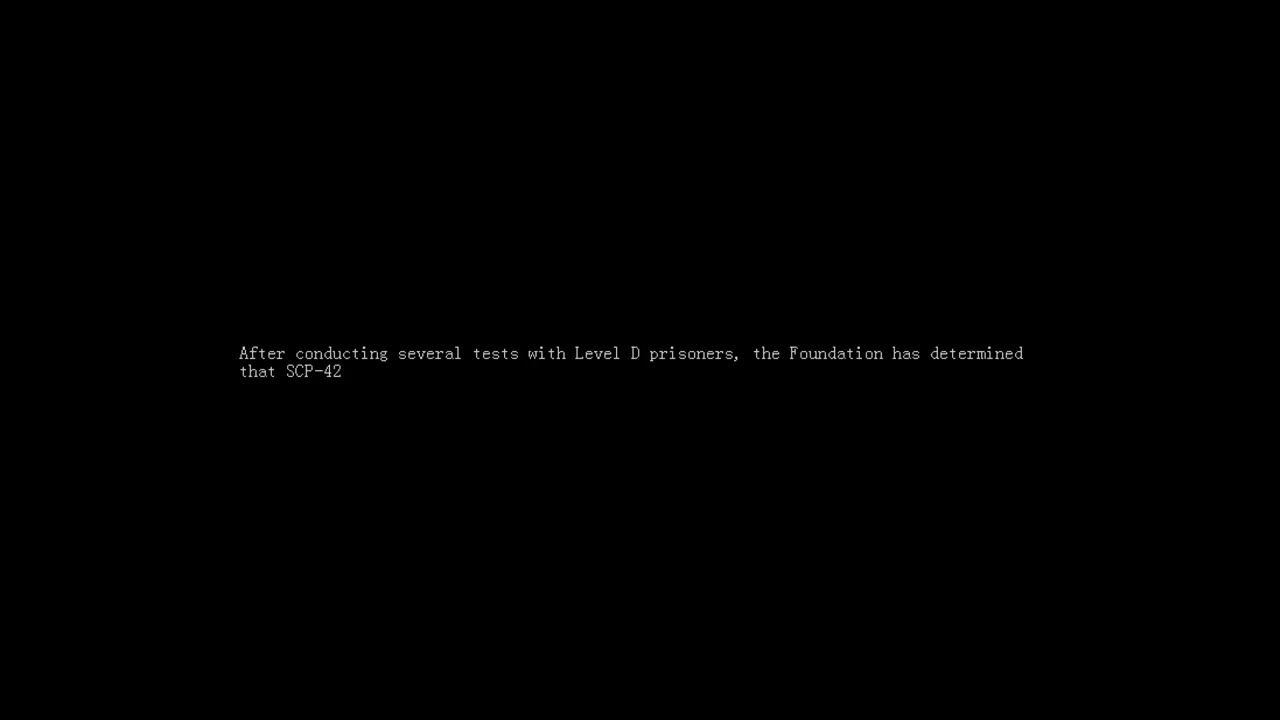 After conducting several tests with Level D prisoners, the Foundation has determined
that SCP-42